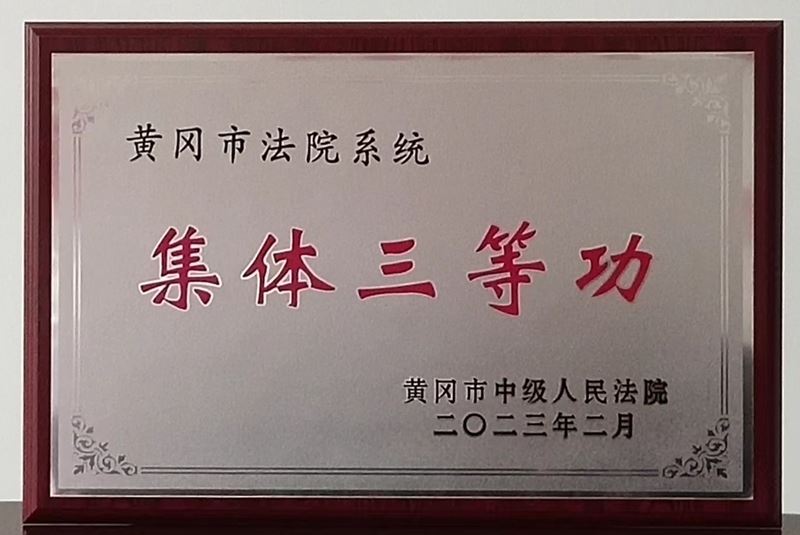 黄冈市法院系统
集体三等功
黄冈市中级人民法院
二〇二三年二月